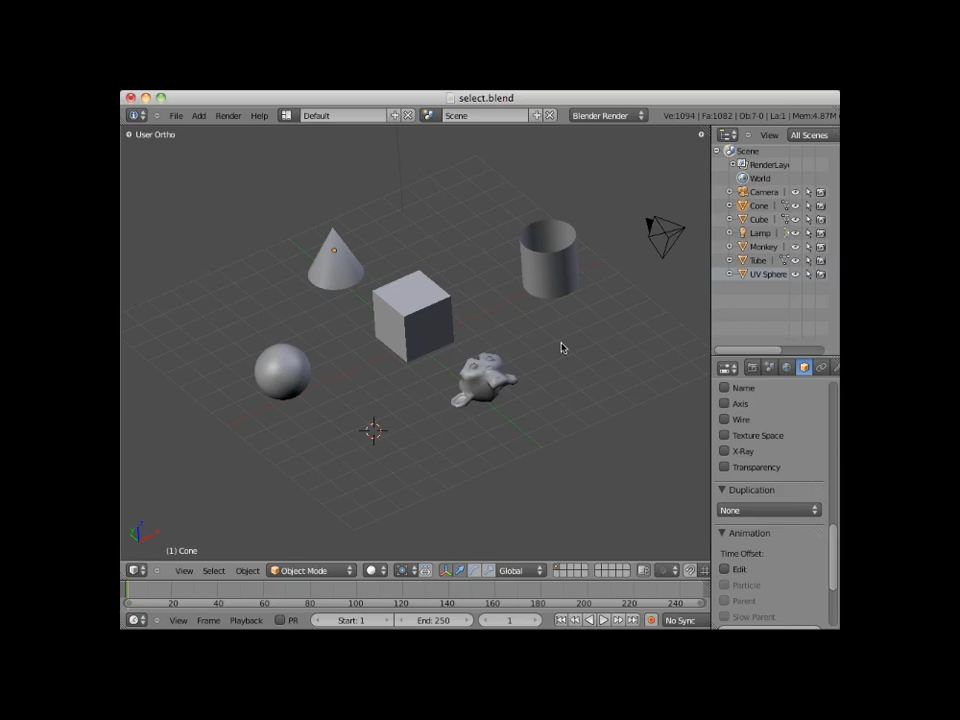 select.blend
File Add Render Help Default Scene Blender Render Ve:1094 | Fa:1082 | Ob:7-0 | La:1 | Mem:4.87M
User Ortho
View All Scenes
Scene
RenderLay
World
Camera
Cone
Cube
Lamp
Monkey
Tube
UV Sphere
Name
Axis
Wire
Texture Space
X-Ray
Transparency
Duplication
None
Animation
Time Offset:
Edit
Particle
Parent
Slow Parent
(1) Cone
View Select Object Object Mode Global
20 40 60 80 100 120 140 160 180 200 220 240
View Frame Playback PR Start: 1 End: 250 1 No Sync